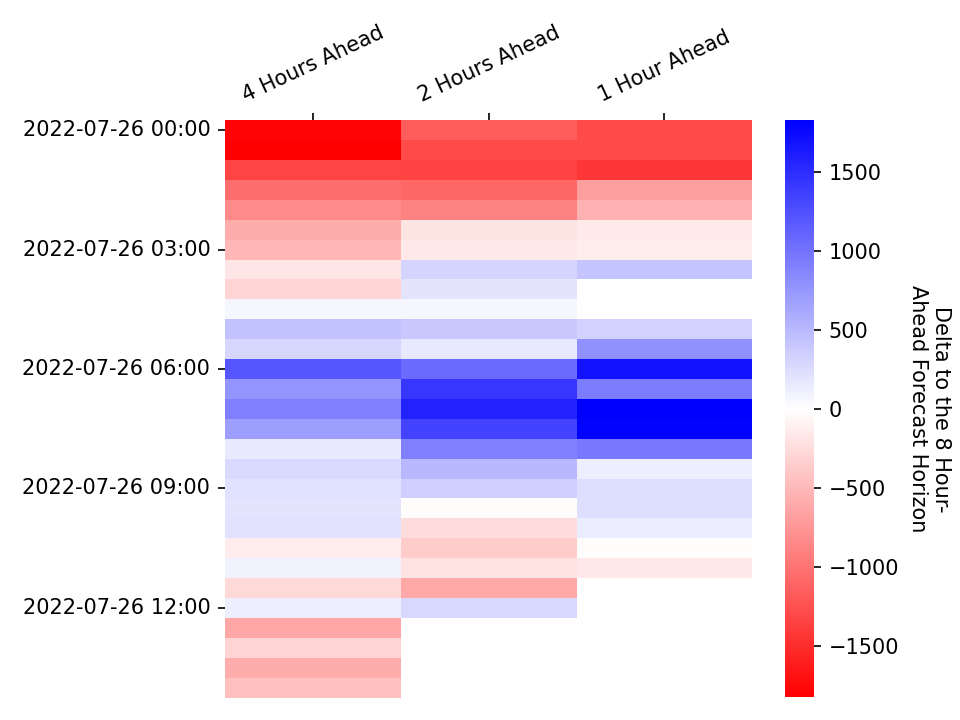 4 Hours Ahead
2 Hours Ahead
1 Hour Ahead
2022-07-26 00:00
2022-07-26 03:00
2022-07-26 06:00
2022-07-26 09:00
2022-07-26 12:00
1500
1000
500
0
−500
−1000
−1500
Delta to the 8 Hour-
Ahead Forecast Horizon